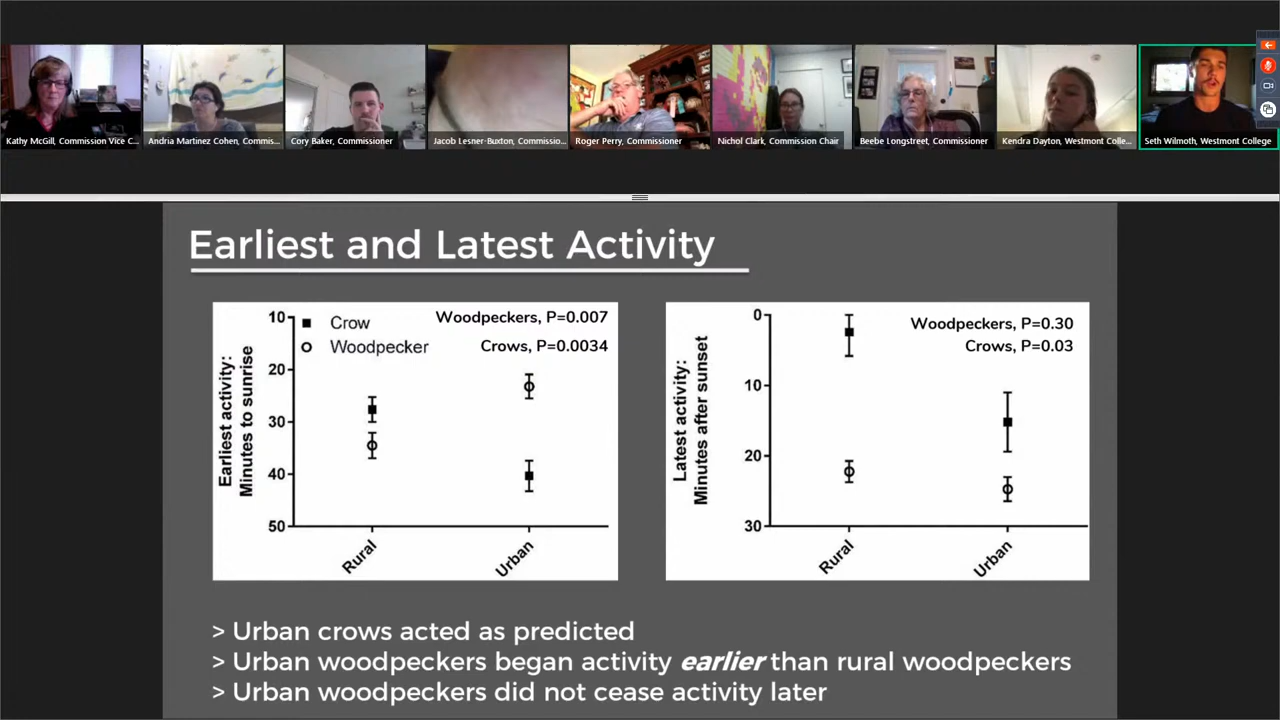 Kathy McGill, Commission Vice C...
Andria Martinez Cohen, Commis...
Cory Baker, Commissioner
Jacob Lesner-Buxton, Commissio...
Roger Perry, Commissioner
Nichol Clark, Commission Chair
Beebe Longstreet, Commissioner
Kendra Dayton, Westmont Colle...
Seth Wilmoth, Westmont College
Earliest and Latest Activity
Earliest activity:
Minutes to sunrise
10
20
30
40
50
Crow
Woodpecker
Woodpeckers, P=0.007
Crows, P=0.0034
Rural
Urban
Latest activity:
Minutes after sunset
0
10
20
30
Woodpeckers, P=0.30
Crows, P=0.03
Rural
Urban
> Urban crows acted as predicted
> Urban woodpeckers began activity earlier than rural woodpeckers
> Urban woodpeckers did not cease activity later